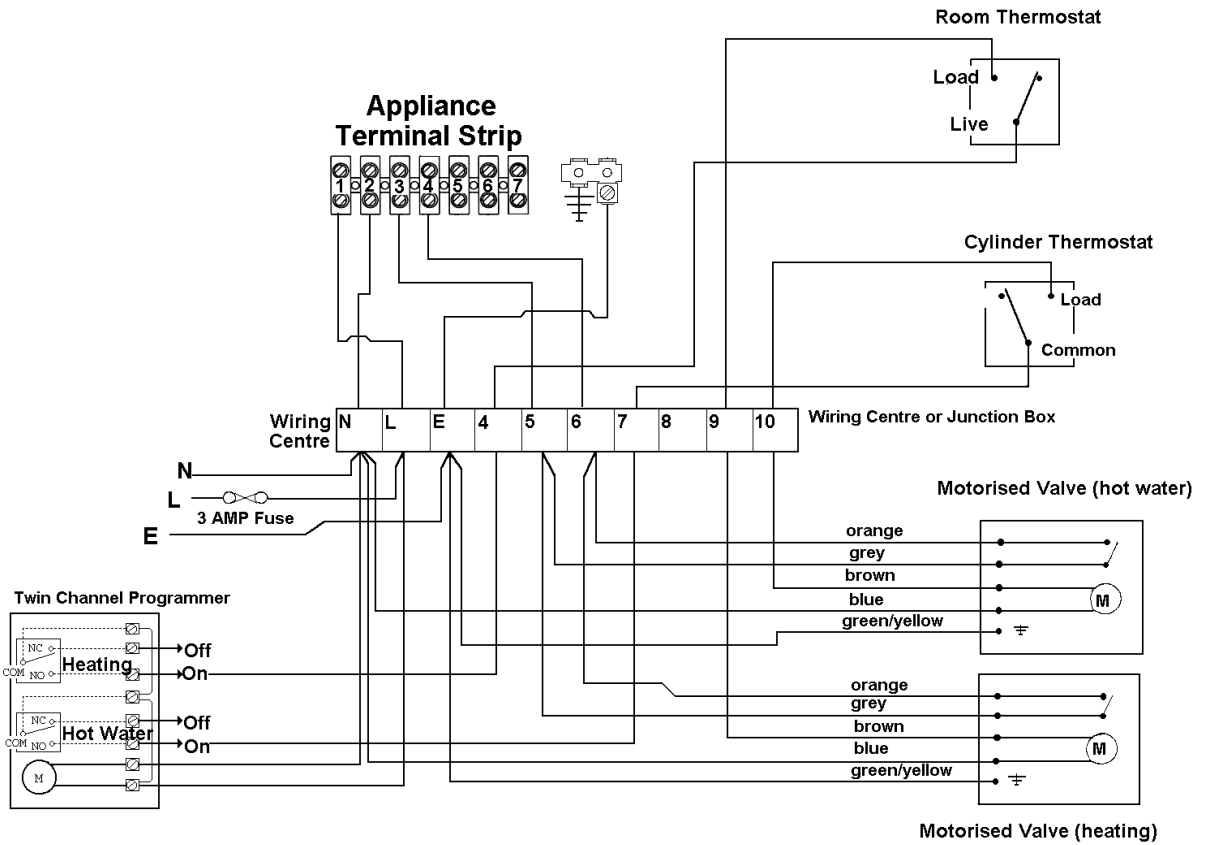 Room Thermostat
Load
Live
Appliance
Terminal Strip
1 2 3 4 5 6 7
Cylinder Thermostat
Load
Common
Wiring
Centre
N L E 4 5 6 7 8 9 10
Wiring Centre or Junction Box
N
L
3 AMP Fuse
E
Motorised Valve (hot water)
orange
grey
brown
blue
green/yellow
M
Twin Channel Programmer
NC
COM
NO
Heating
Off
On
NC
COM
NO
Hot Water
Off
On
M
orange
grey
brown
blue
green/yellow
M
Motorised Valve (heating)